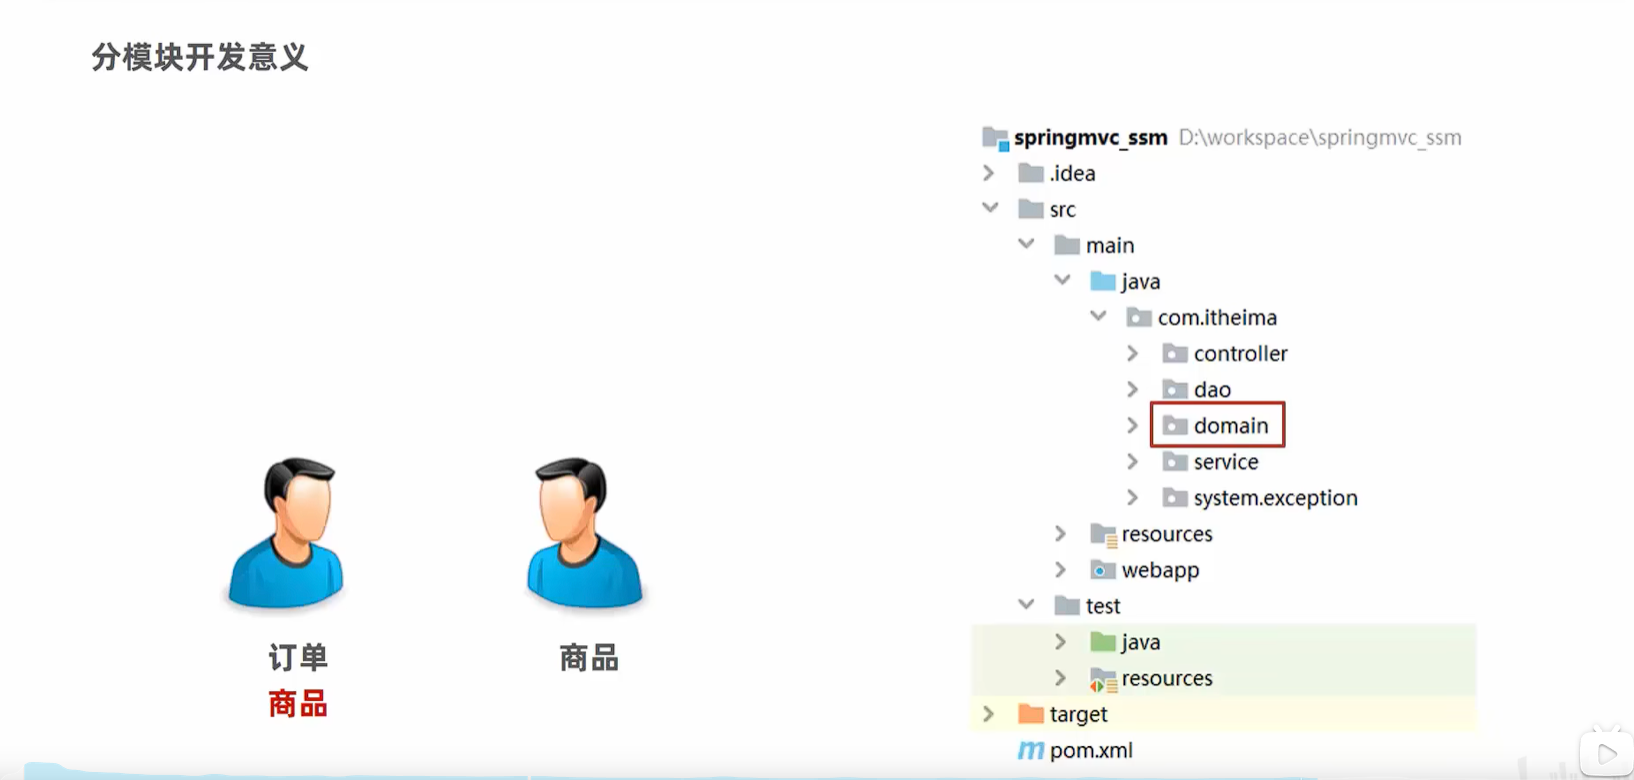 分模块开发意义
springmvc_ssm D:\workspace\springmvc_ssm
.idea
src
main
java
com.itheima
controller
dao
domain
service
system.exception
resources
webapp
test
java
resources
target
m pom.xml
订单
商品
商品